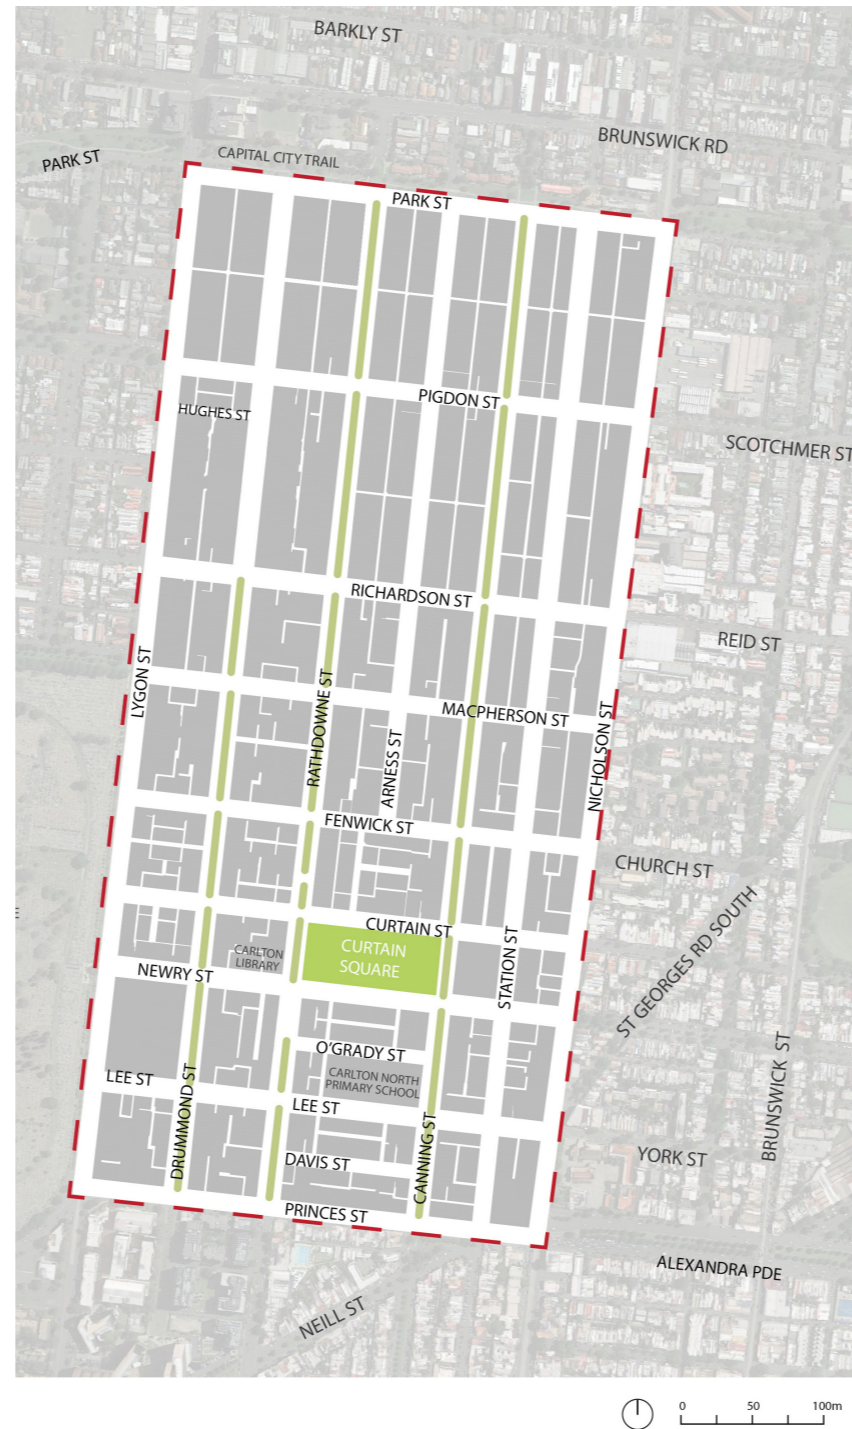 BARKLY ST
BRUNSWICK RD
CAPITAL CITY TRAIL
PARK ST
PARK ST
PIGDON ST
HUGHES ST
SCOTCHMER ST
RICHARDSON ST
REID ST
LYGON ST
RATHDOWNE ST
MACPHERSON ST
ARNESS ST
NICHOLSON ST
FENWICK ST
CHURCH ST
E
CURTAIN ST
CARLTON
LIBRARY
CURTAIN
SQUARE
STATION ST
ST GEORGES RD SOUTH
NEWRY ST
O'GRADY ST
BRUNSWICK ST
LEE ST
CARLTON NORTH
PRIMARY SCHOOL
DRUMMOND ST
LEE ST
CANNING ST
YORK ST
DAVIS ST
PRINCES ST
ALEXANDRA PDE
NEILL ST
0 50 100m